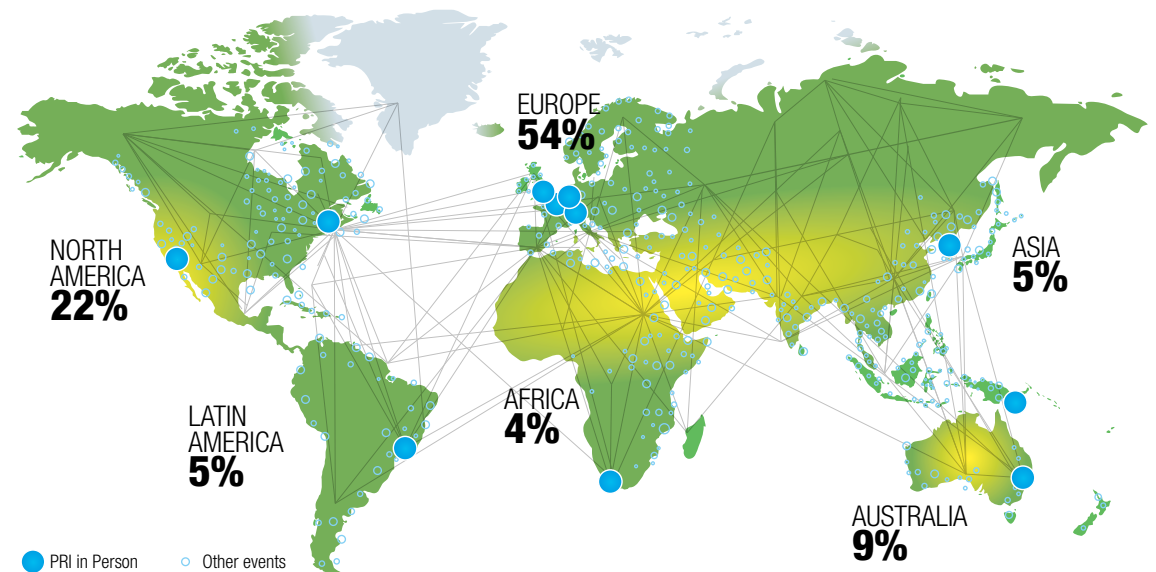 EUROPE
54%
NORTH
AMERICA
22%
ASIA
5%
AFRICA
4%
LATIN
AMERICA
5%
AUSTRALIA
9%
PRI in Person
Other events